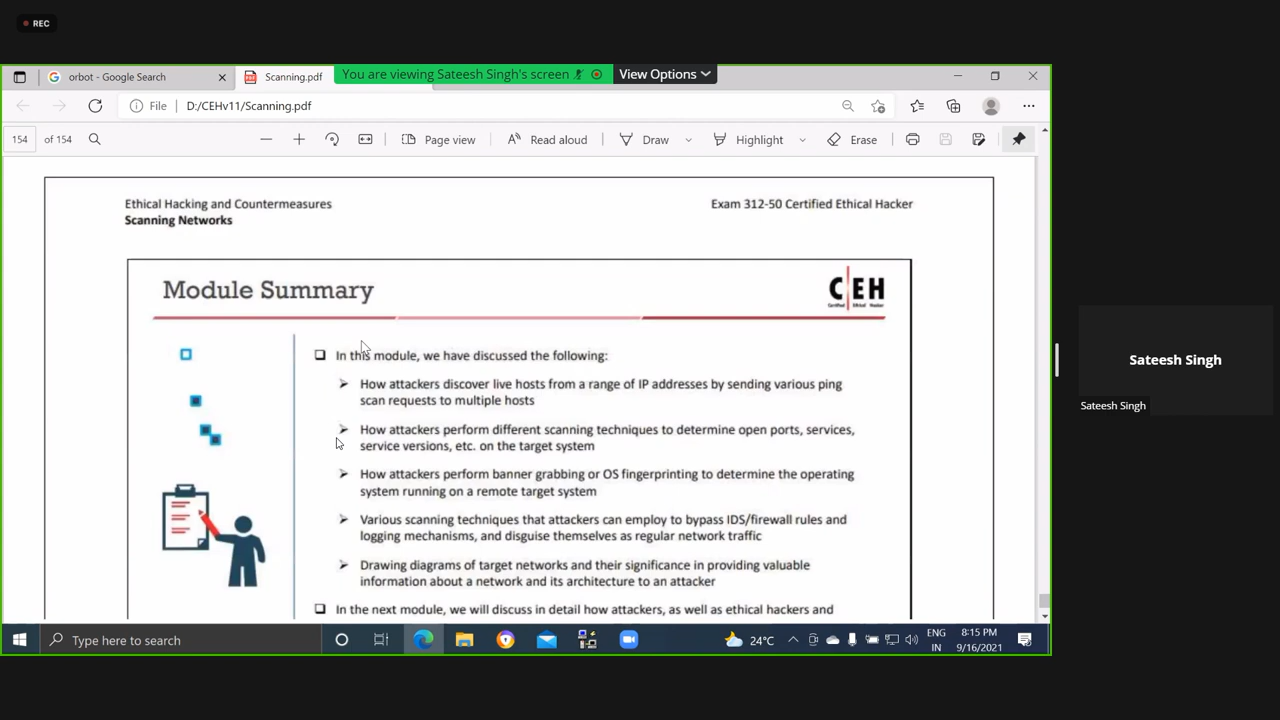 REC
orbot - Google Search
Scanning.pdf
You are viewing Sateesh Singh's screen
View Options
File D:/CEHv11/Scanning.pdf
154 of 154
Page view
Read aloud
Draw
Highlight
Erase
Ethical Hacking and Countermeasures
Exam 312-50 Certified Ethical Hacker
Scanning Networks
Module Summary
CEH
Certified Ethical Hacker
In this module, we have discussed the following:
How attackers discover live hosts from a range of IP addresses by sending various ping
scan requests to multiple hosts
How attackers perform different scanning techniques to determine open ports, services,
service versions, etc. on the target system
How attackers perform banner grabbing or OS fingerprinting to determine the operating
system running on a remote target system
Various scanning techniques that attackers can employ to bypass IDS/firewall rules and
logging mechanisms, and disguise themselves as regular network traffic
Drawing diagrams of target networks and their significance in providing valuable
information about a network and its architecture to an attacker
In the next module, we will discuss in detail how attackers, as well as ethical hackers and
Sateesh Singh
Sateesh Singh
Type here to search
24°C
ENG
IN
8:15 PM
9/16/2021